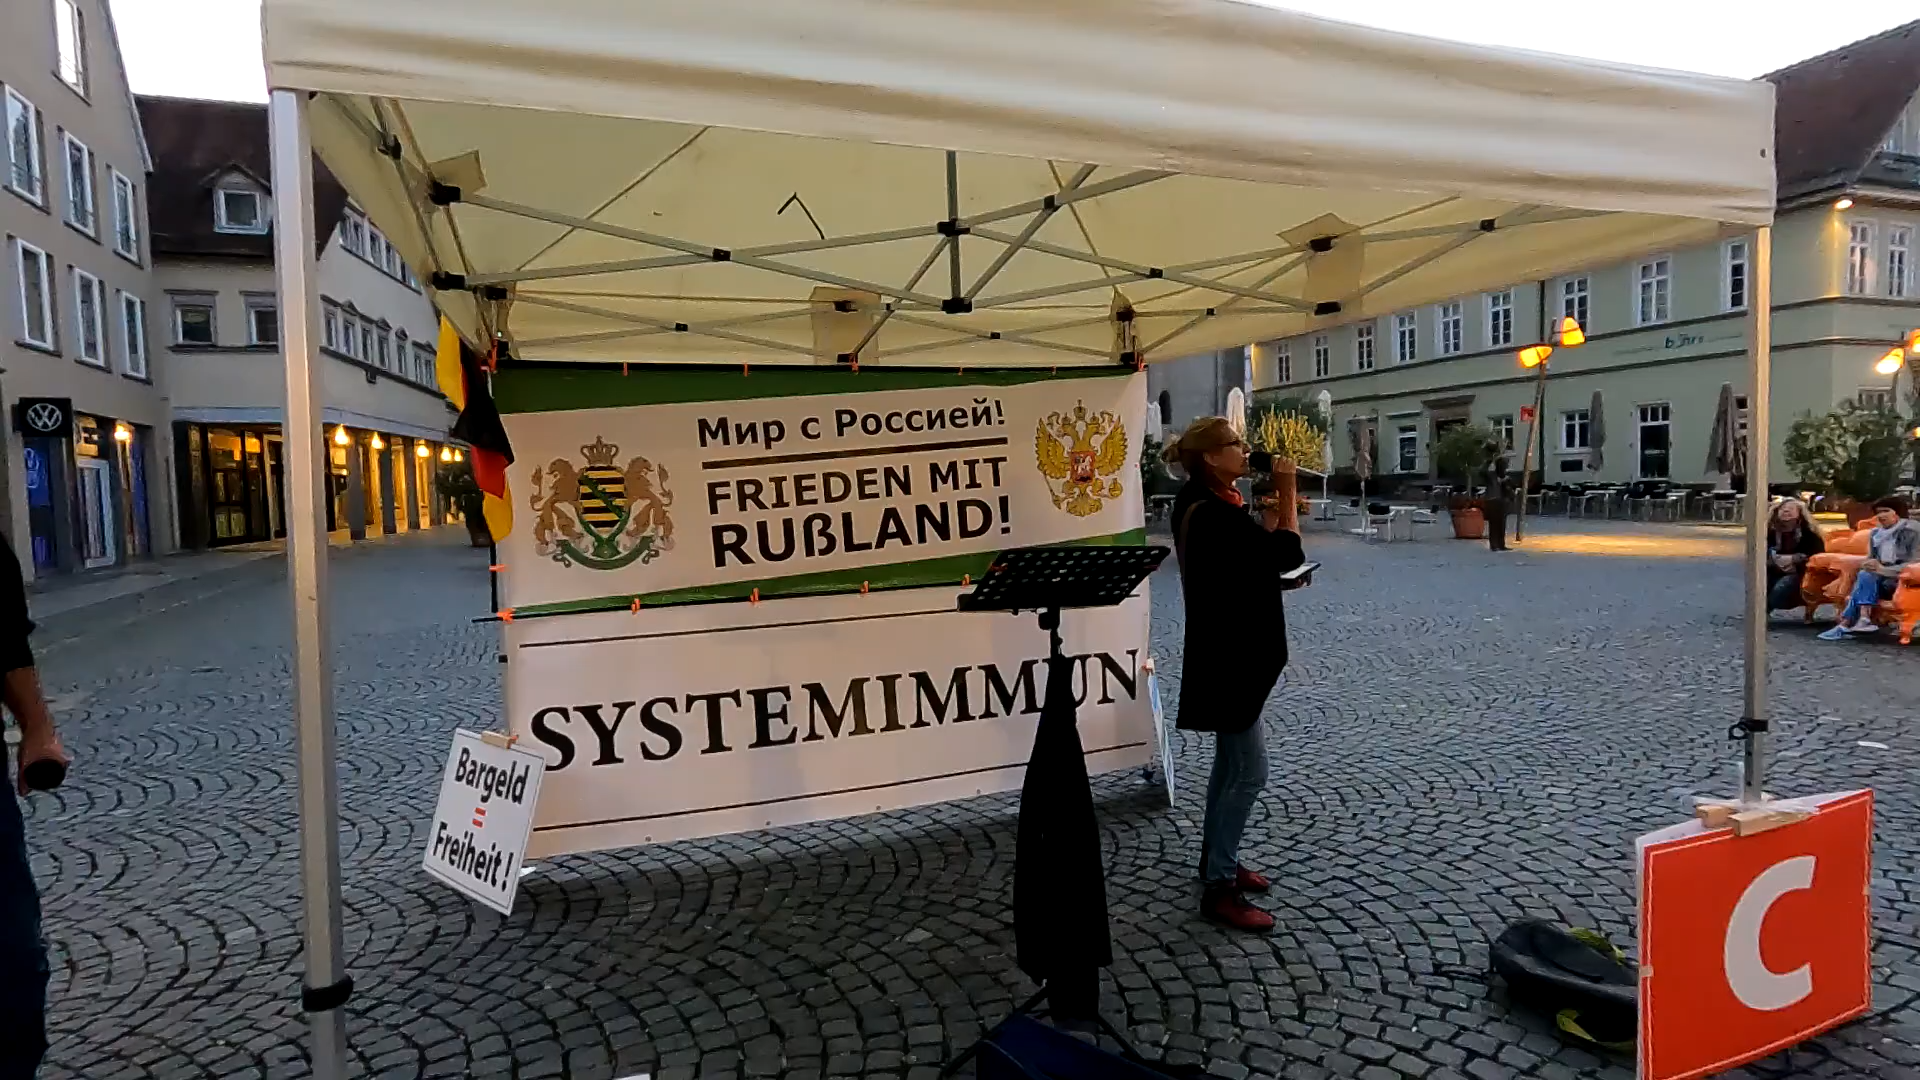 Мир с Россией!
FRIEDEN MIT
RUßLAND!
SYSTEMIMMUN
Bargeld
=
Freiheit!
C